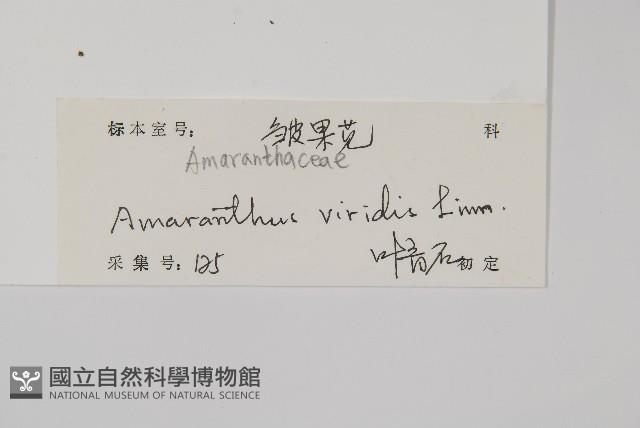 标本室号: 皱果苋 科
Amaranthaceae
Amaranthus viridis Linn.
采集号: 125 叶音石初定
國立自然科學博物館
NATIONAL MUSEUM OF NATURAL SCIENCE